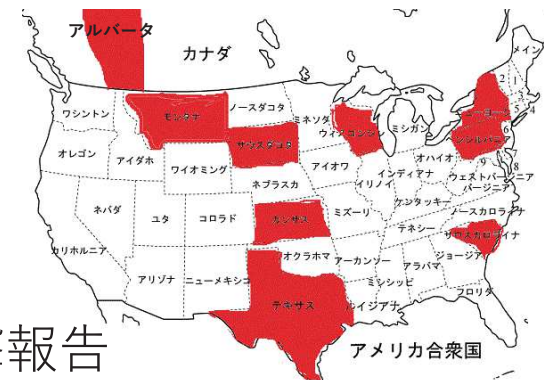 アルバータ
カナダ
メイン
ワシントン
モンタナ
ノースダコタ
ミネソタ
2
1
3
4
5
オレゴン
アイダホ
サウスダコタ
ウィスコンシン
ミシガン
ニューヨーク
6
ワイオミング
アイオワ
オハイオ
ペンシルバニア
ネバダ
ユタ
コロラド
ネブラスカ
イリノイ
インディアナ
9
8
ウェストバージニア
バージニア
カンザス
ミズーリ
ケンタッキー
ノースカロライナ
カリホルニア
オクラホマ
テネシー
サウスカロライナ
アリゾナ
ニューメキシコ
アーカンソー
アラバマ
ジョージア
テキサス
ミシシッピー
ルイジアナ
フロリダ
報告
アメリカ合衆国